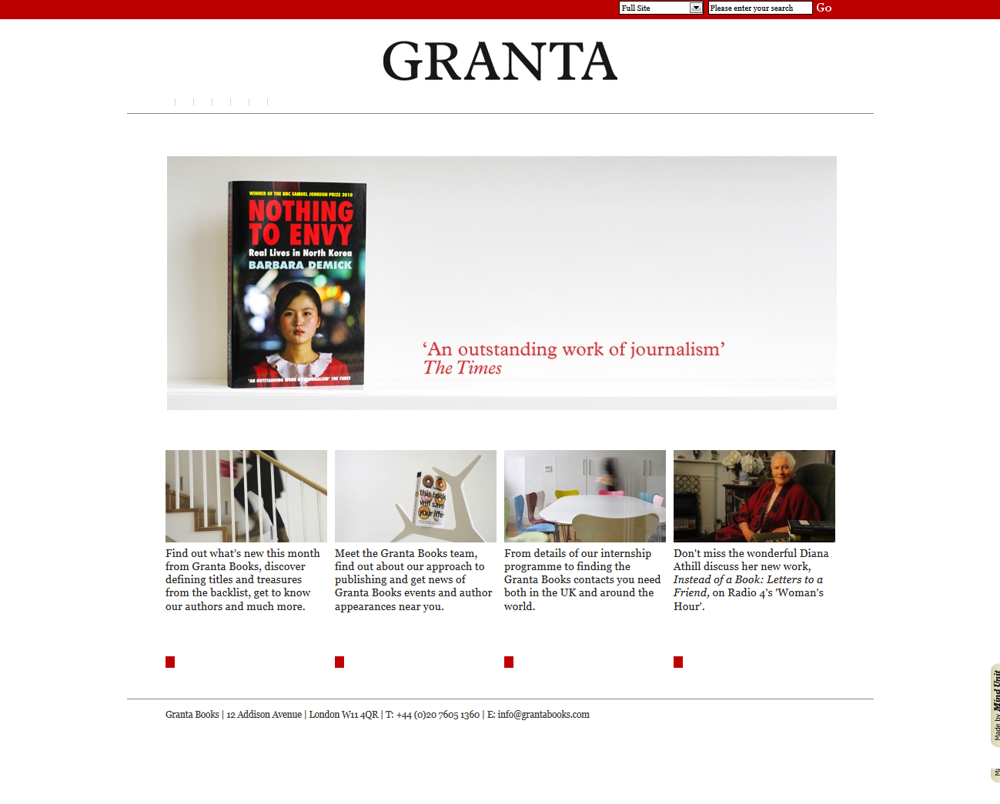 Full Site
Please enter your search
Go
GRANTA
WINNER OF THE BBC SAMUEL JOHNSON PRIZE 2010
NOTHING
TO ENVY
Real Lives in North Korea
BARBARA DEMICK
'AN OUTSTANDING WORK OF JOURNALISM' THE TIMES
‘An outstanding work of journalism’
The Times
this book
will save
your life
Find out what’s new this month
from Granta Books, discover
defining titles and treasures
from the backlist, get to know
our authors and much more.
Meet the Granta Books team,
find out about our approach to
publishing and get news of
Granta Books events and author
appearances near you.
From details of our internship
programme to finding the
Granta Books contacts you need
both in the UK and around the
world.
Don't miss the wonderful Diana
Athill discuss her new work,
Instead of a Book: Letters to a
Friend, on Radio 4's 'Woman's
Hour'.
Granta Books | 12 Addison Avenue | London W11 4QR | T: +44 (0)20 7605 1360 | E: info@grantabooks.com
Made by Mind Unit